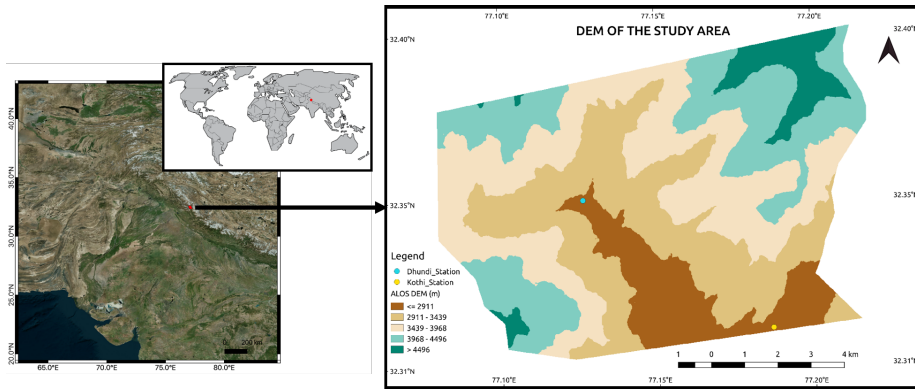 40.0°N
35.0°N
30.0°N
25.0°N
20.0°N
65.0°E
70.0°E
75.0°E
80.0°E
0 200 km
DEM OF THE STUDY AREA
77.10°E
77.15°E
77.20°E
32.40°N
32.40°N
32.35°N
32.35°N
32.31°N
32.31°N
77.10°E
77.15°E
77.20°E
Legend
Dhundi_Station
Kothi_Station
ALOS DEM (m)
<= 2911
2911 - 3439
3439 - 3968
3968 - 4496
> 4496
1 0 1 2 3 4 km